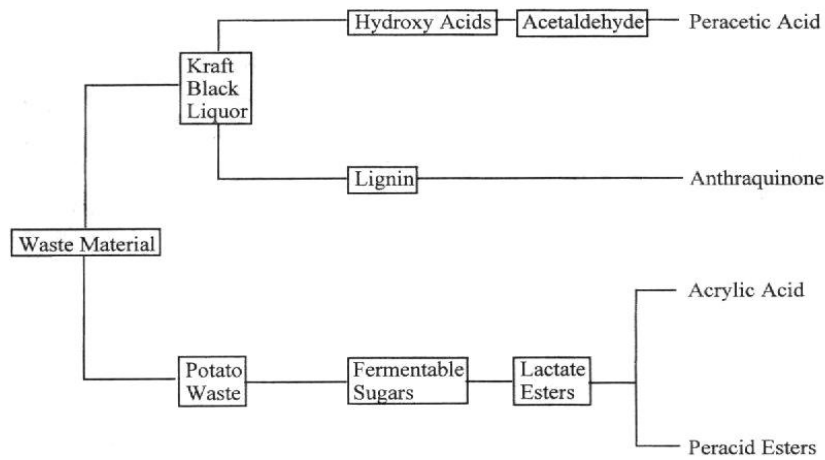 Hydroxy Acids
Acetaldehyde
Peracetic Acid
Kraft
Black
Liquor
Lignin
Anthraquinone
Waste Material
Acrylic Acid
Potato
Waste
Fermentable
Sugars
Lactate
Esters
Peracid Esters